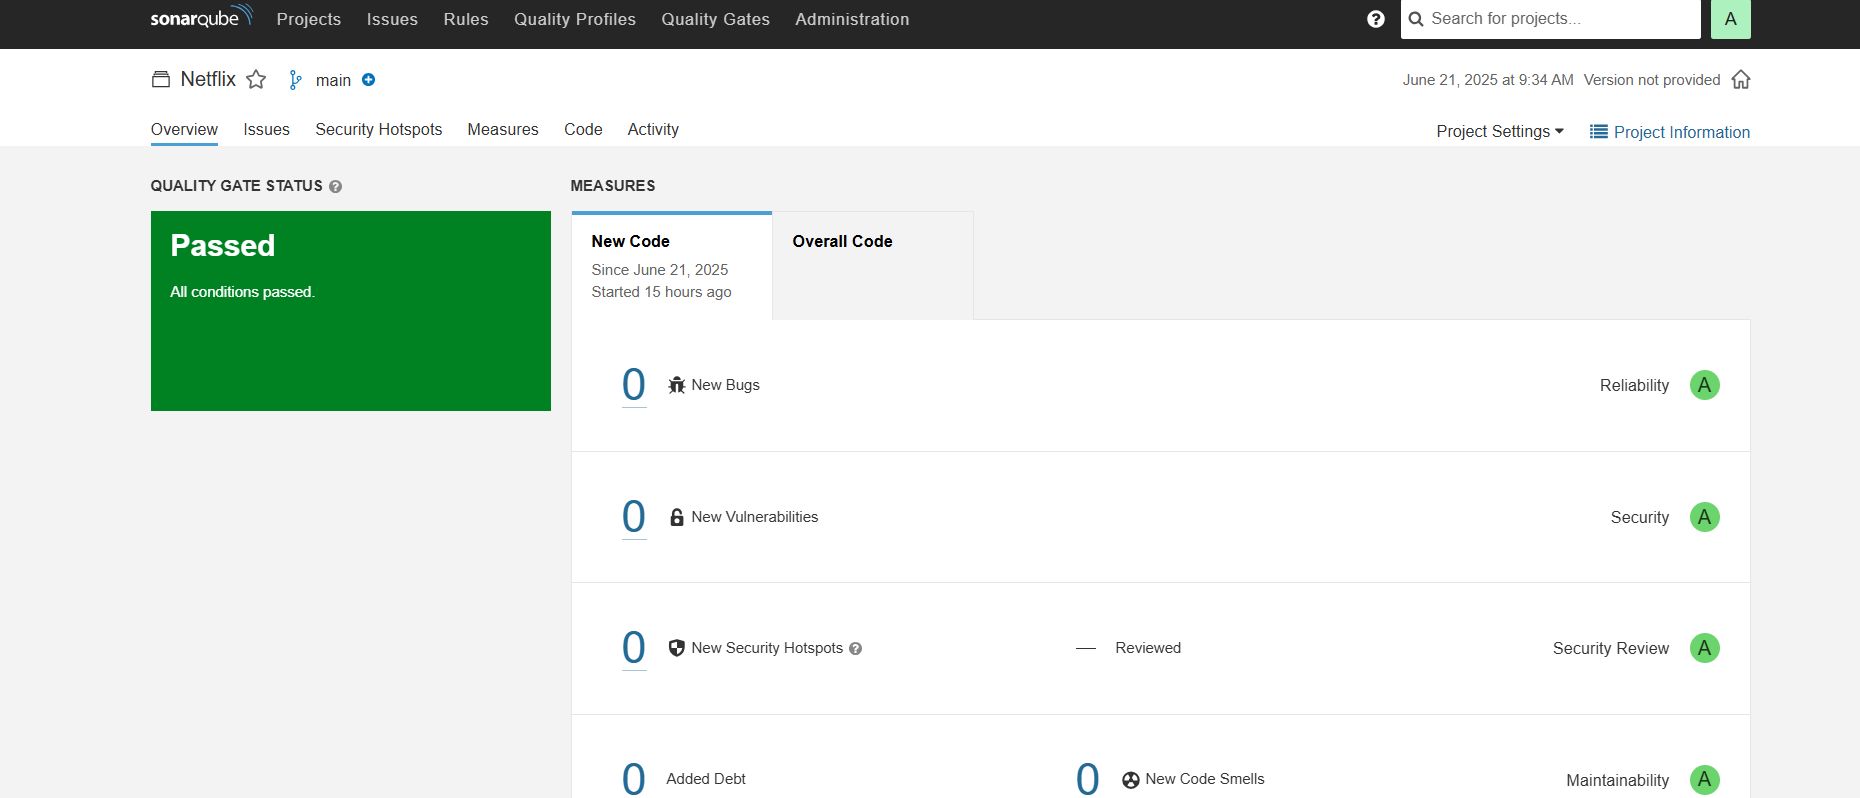 sonarqube Projects Issues Rules Quality Profiles Quality Gates Administration ? Search for projects... A
Netflix main June 21, 2025 at 9:34 AM Version not provided
Overview Issues Security Hotspots Measures Code Activity Project Settings Project Information
QUALITY GATE STATUS ?
Passed
All conditions passed.
MEASURES
New Code
Since June 21, 2025
Started 15 hours ago
Overall Code
0 New Bugs Reliability A
0 New Vulnerabilities Security A
0 New Security Hotspots ? — Reviewed Security Review A
0 Added Debt 0 New Code Smells Maintainability A